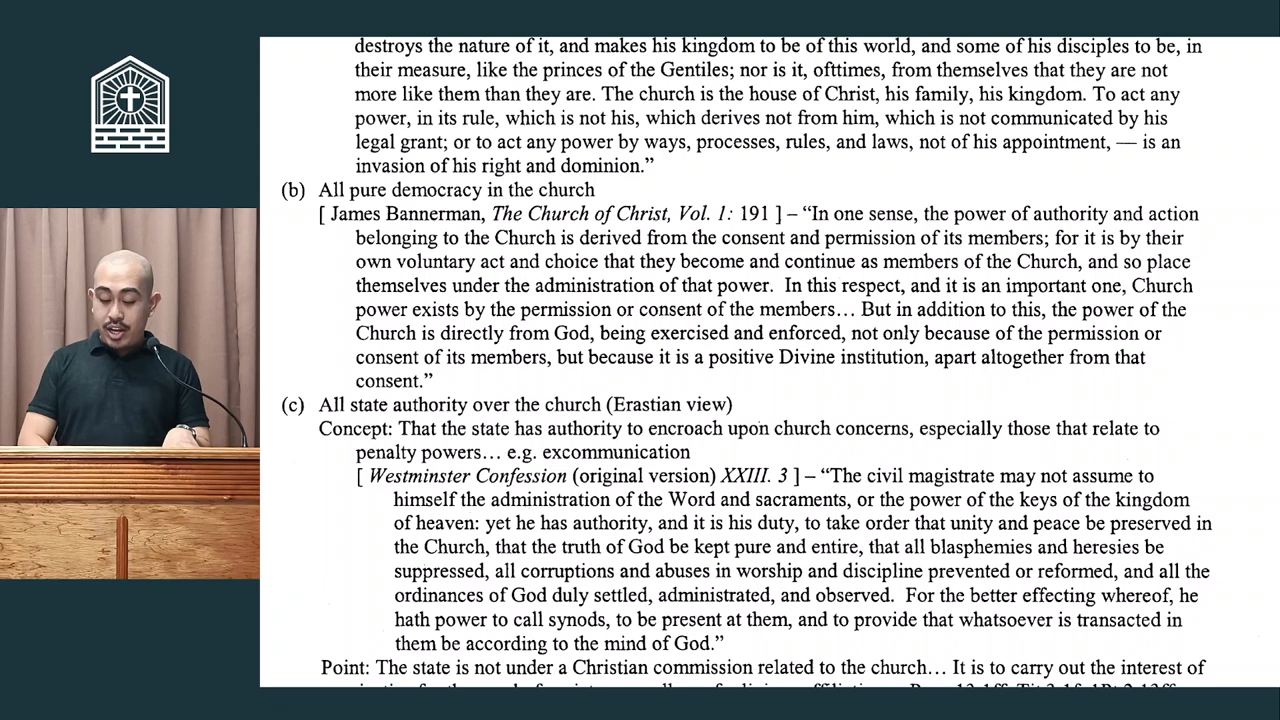 destroys the nature of it, and makes his kingdom to be of this world, and some of his disciples to be, in
their measure, like the princes of the Gentiles; nor is it, ofttimes, from themselves that they are not
more like them than they are. The church is the house of Christ, his family, his kingdom. To act any
power, in its rule, which is not his, which derives not from him, which is not communicated by his
legal grant; or to act any power by ways, processes, rules, and laws, not of his appointment, — is an
invasion of his right and dominion.”
(b) All pure democracy in the church
[ James Bannerman, The Church of Christ, Vol. 1: 191 ] – “In one sense, the power of authority and action
belonging to the Church is derived from the consent and permission of its members; for it is by their
own voluntary act and choice that they become and continue as members of the Church, and so place
themselves under the administration of that power. In this respect, and it is an important one, Church
power exists by the permission or consent of the members… But in addition to this, the power of the
Church is directly from God, being exercised and enforced, not only because of the permission or
consent of its members, but because it is a positive Divine institution, apart altogether from that
consent.”
(c) All state authority over the church (Erastian view)
Concept: That the state has authority to encroach upon church concerns, especially those that relate to
penalty powers… e.g. excommunication
[ Westminster Confession (original version) XXIII. 3 ] – “The civil magistrate may not assume to
himself the administration of the Word and sacraments, or the power of the keys of the kingdom
of heaven: yet he has authority, and it is his duty, to take order that unity and peace be preserved in
the Church, that the truth of God be kept pure and entire, that all blasphemies and heresies be
suppressed, all corruptions and abuses in worship and discipline prevented or reformed, and all the
ordinances of God duly settled, administrated, and observed. For the better effecting whereof, he
hath power to call synods, to be present at them, and to provide that whatsoever is transacted in
them be according to the mind of God.”
Point: The state is not under a Christian commission related to the church… It is to carry out the interest of